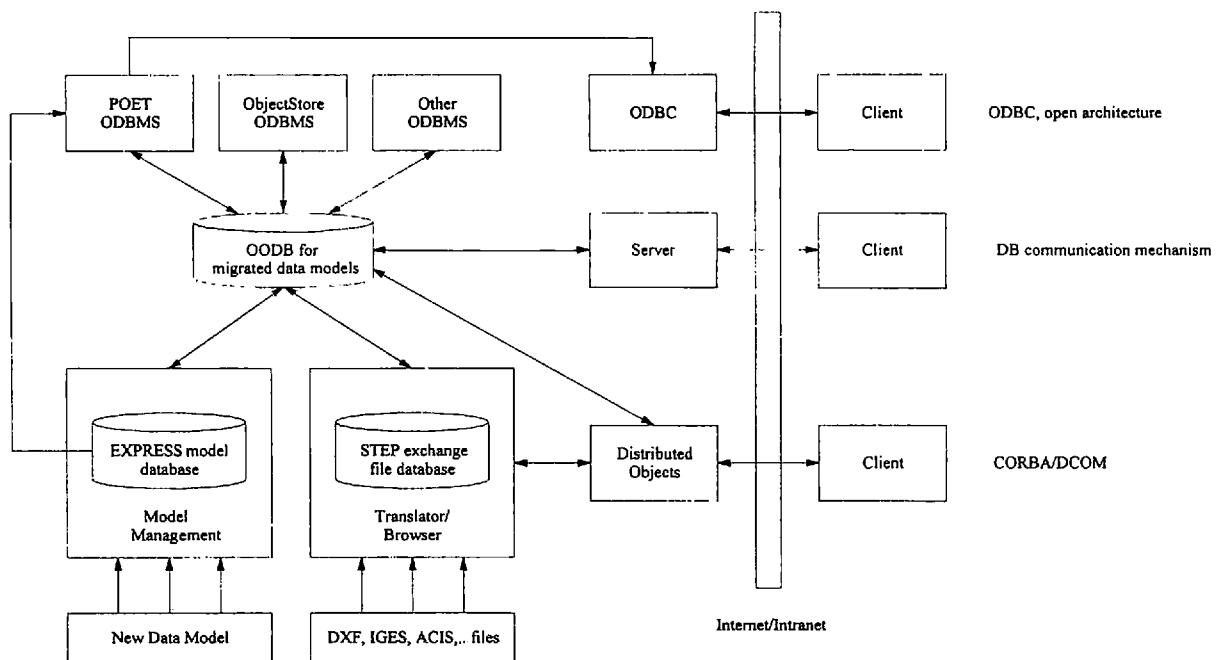 POET
ODBMS
ObjectStore
ODBMS
Other
ODBMS
ODBC
Client
ODBC, open architecture
OODB for
migrated data models
Server
Client
DB communication mechanism
EXPRESS model
database
Model
Management
STEP exchange
file database
Translator/
Browser
Distributed
Objects
Client
CORBA/DCOM
New Data Model
DXF, IGES, ACIS,.. files
Internet/Intranet